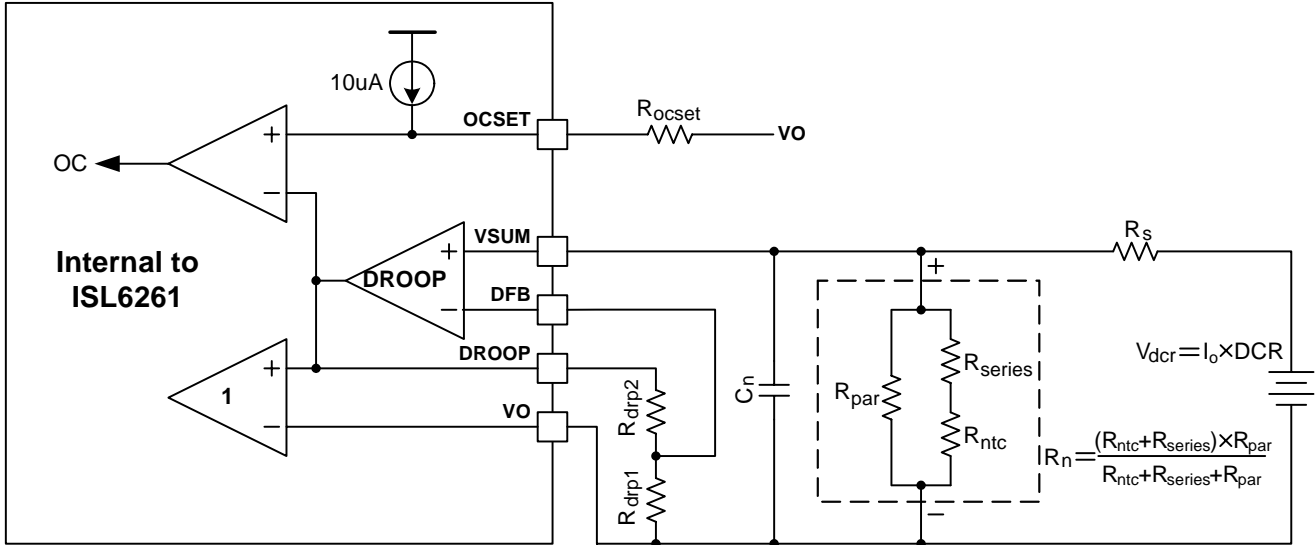 10uA
OCSET
R_ocset
VO
+
−
OC
Internal to
ISL6261
VSUM
+
−
DROOP
DFB
DROOP
VO
+
−
1
R_drp2
R_drp1
C_n
+
−
R_par
R_series
R_ntc
R_s
V_dcr=I_o×DCR
R_n=(R_ntc+R_series)×R_par
R_ntc+R_series+R_par